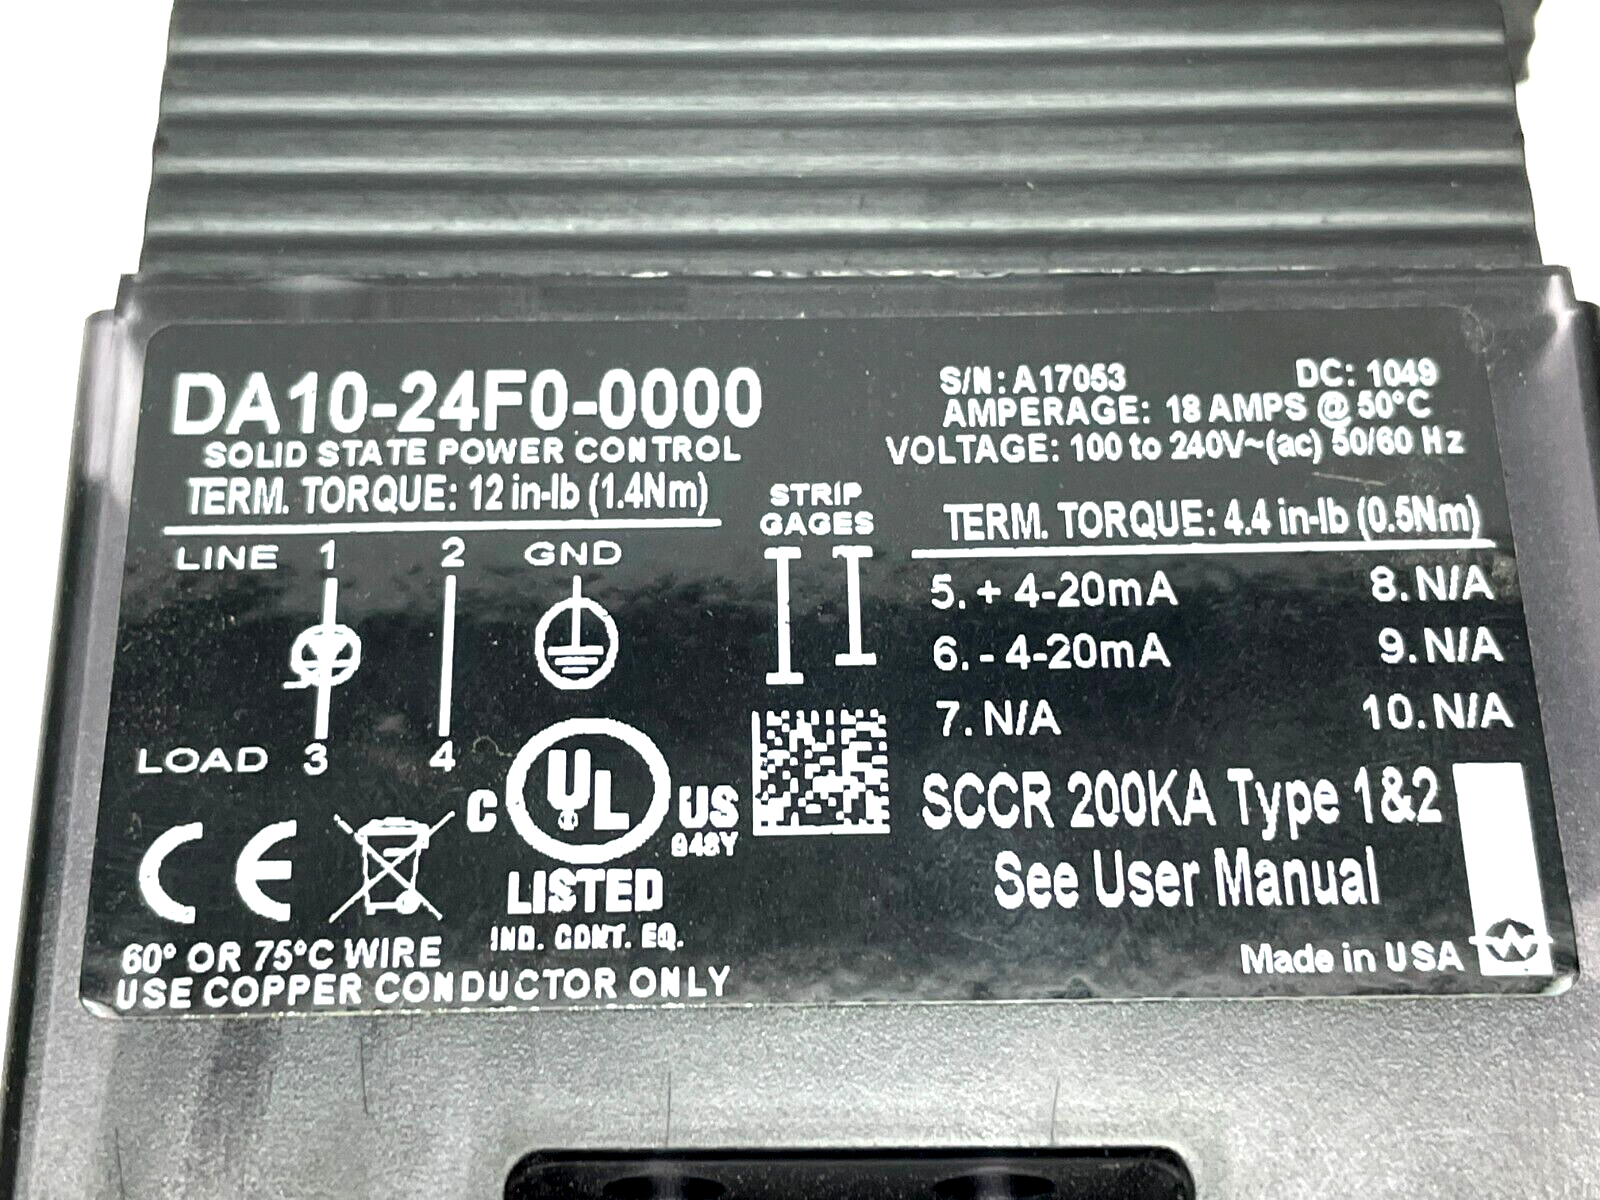 DA10-24F0-0000
SOLID STATE POWER CONTROL
TERM. TORQUE: 12 in-lb (1.4Nm)
LINE 1 2 GND
LOAD 3 4
STRIP
GAGES
S/N: A17053 DC: 1049
AMPERAGE: 18 AMPS @ 50°C
VOLTAGE: 100 to 240V~(ac) 50/60 Hz
TERM. TORQUE: 4.4 in-lb (0.5Nm)
5. + 4-20mA 8. N/A
6. - 4-20mA 9. N/A
7. N/A 10. N/A
C UL US
948Y
LISTED
IND. CONT. EQ.
CE
60° OR 75°C WIRE
USE COPPER CONDUCTOR ONLY
SCCR 200KA Type 1&2
See User Manual
Made in USA
W